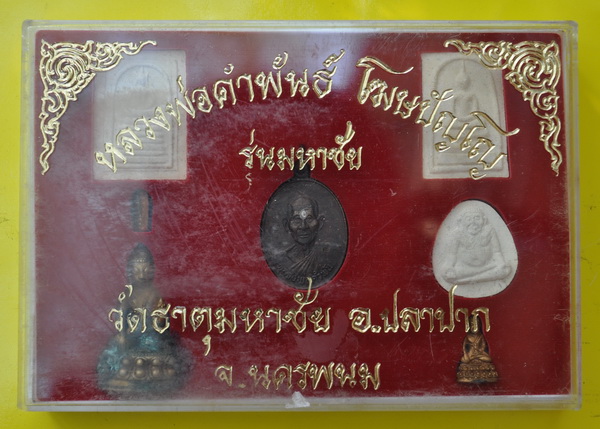 หลวงพ่อคำพันธ์ โฆษปัญโญ
รุ่นมหาชัย
วัดธาตุมหาชัย อ.ปลาปาก
จ.นครพนม